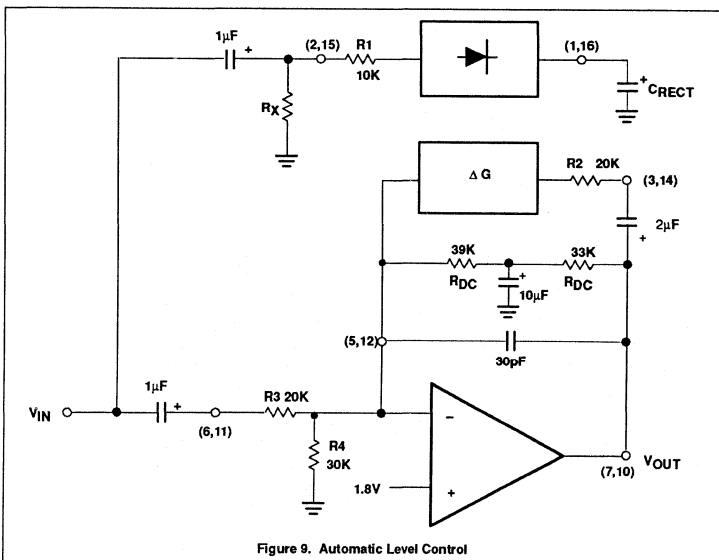 1μF
+
(2,15)
R1
10K
(1,16)
+
CRECT
RX
ΔG
R2 20K
(3,14)
2μF
+
39K
33K
RDC
+
10μF
RDC
(5,12)
30pF
1μF
+
VIN
(6,11)
R3 20K
R4
30K
−
+
1.8V
(7,10)
VOUT
Figure 9. Automatic Level Control